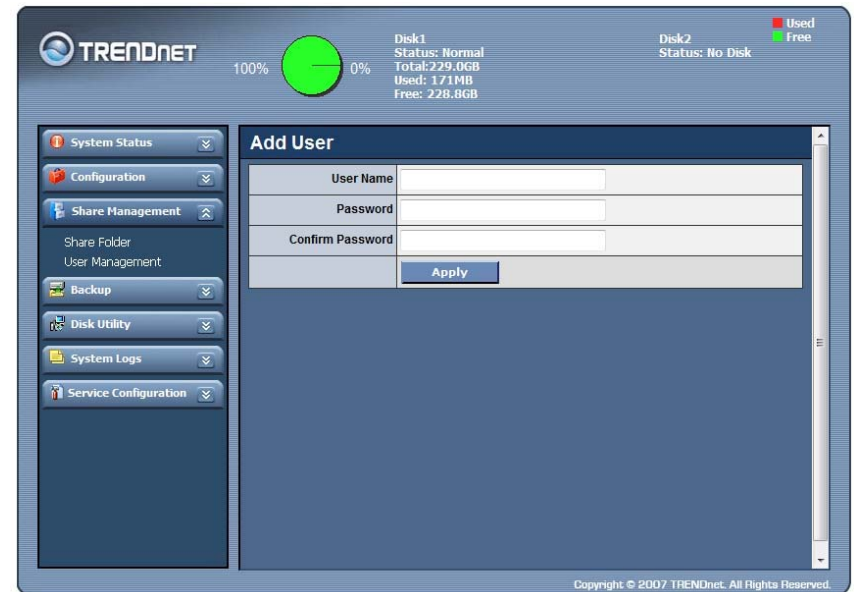 TRENDNET
100%
0%
Disk1
Status: Normal
Total:229.0GB
Used: 171MB
Free: 228.8GB
Disk2
Status: No Disk
Used
Free
System Status
Configuration
Share Management
Share Folder
User Management
Backup
Disk Utility
System Logs
Service Configuration
Add User
User Name
Password
Confirm Password
Apply
Copyright © 2007 TRENDnet. All Rights Reserved.